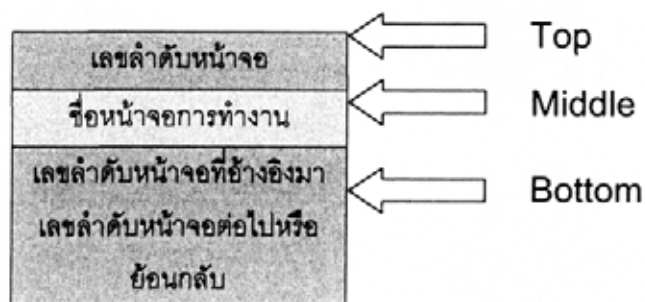 เลขลำดับหน้าจอ
Top
ชื่อหน้าจอการทำงาน
Middle
เลขลำดับหน้าจอที่อ้างอิงมา
เลขลำดับหน้าจอต่อไปหรือ
ย้อนกลับ
Bottom